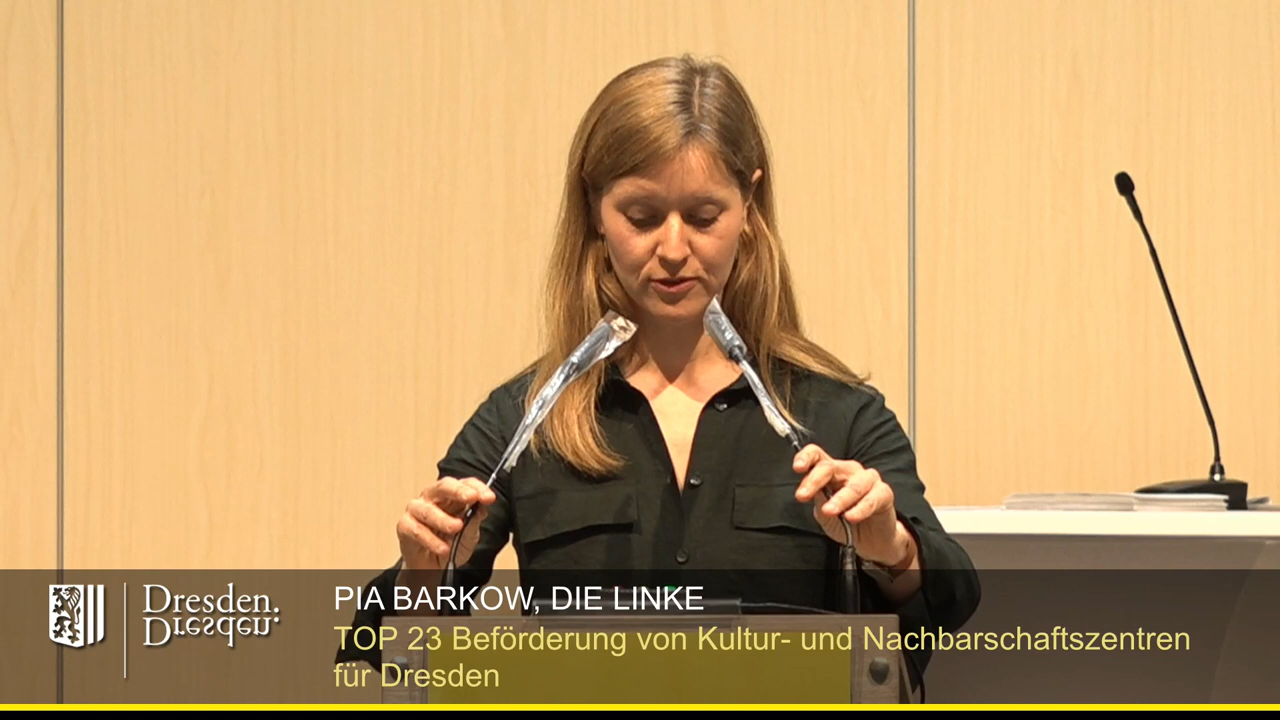 Dresden.
Dresden.
PIA BARKOW, DIE LINKE
TOP 23 Beförderung von Kultur- und Nachbarschaftszentren
für Dresden